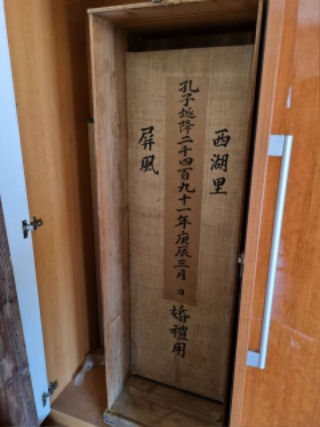 西湖里
孔子誕降二千四百九十一年庚辰三月 日
婚禮用
屏風